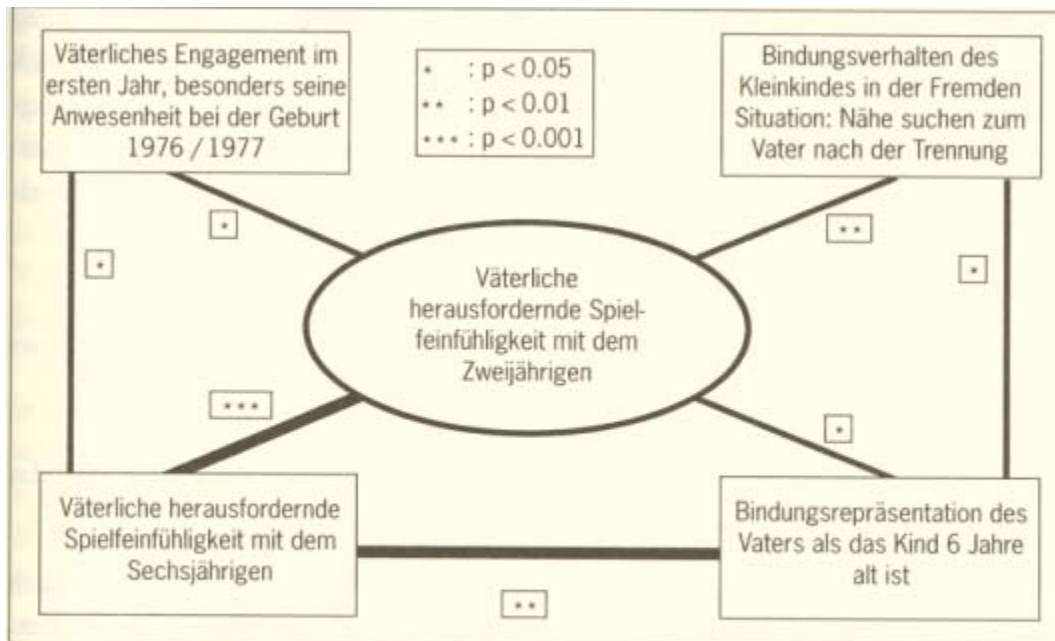 Väterliches Engagement im
ersten Jahr, besonders seine
Anwesenheit bei der Geburt
1976 / 1977
* : p < 0.05
** : p < 0.01
*** : p < 0.001
Bindungsverhalten des
Kleinkindes in der Fremden
Situation: Nähe suchen zum
Vater nach der Trennung
*
**
*
*
Väterliche
herausfordernde Spiel-
feinfühligkeit mit dem
Zweijährigen
***
*
Väterliche herausfordernde
Spielfeinfühligkeit mit dem
Sechsjährigen
Bindungsrepräsentation des
Vaters als das Kind 6 Jahre
alt ist
**